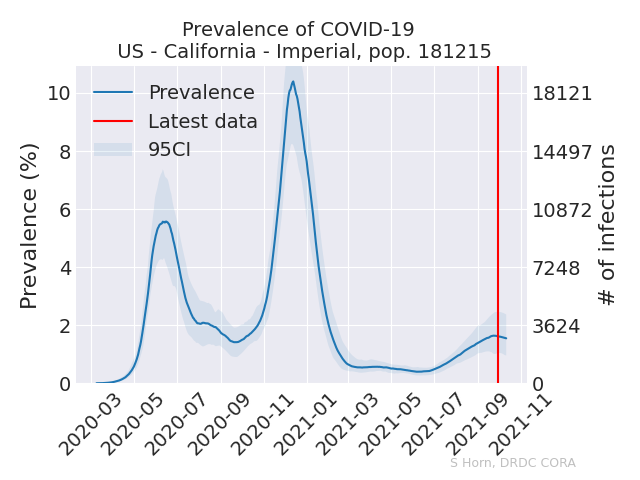 Prevalence of COVID-19
US - California - Imperial, pop. 181215
Prevalence
Latest data
95CI
Prevalence (%)
10
8
6
4
2
0
18121
14497
10872
7248
3624
0
# of infections
2020-03
2020-05
2020-07
2020-09
2020-11
2021-01
2021-03
2021-05
2021-07
2021-09
2021-11
S Horn, DRDC CORA